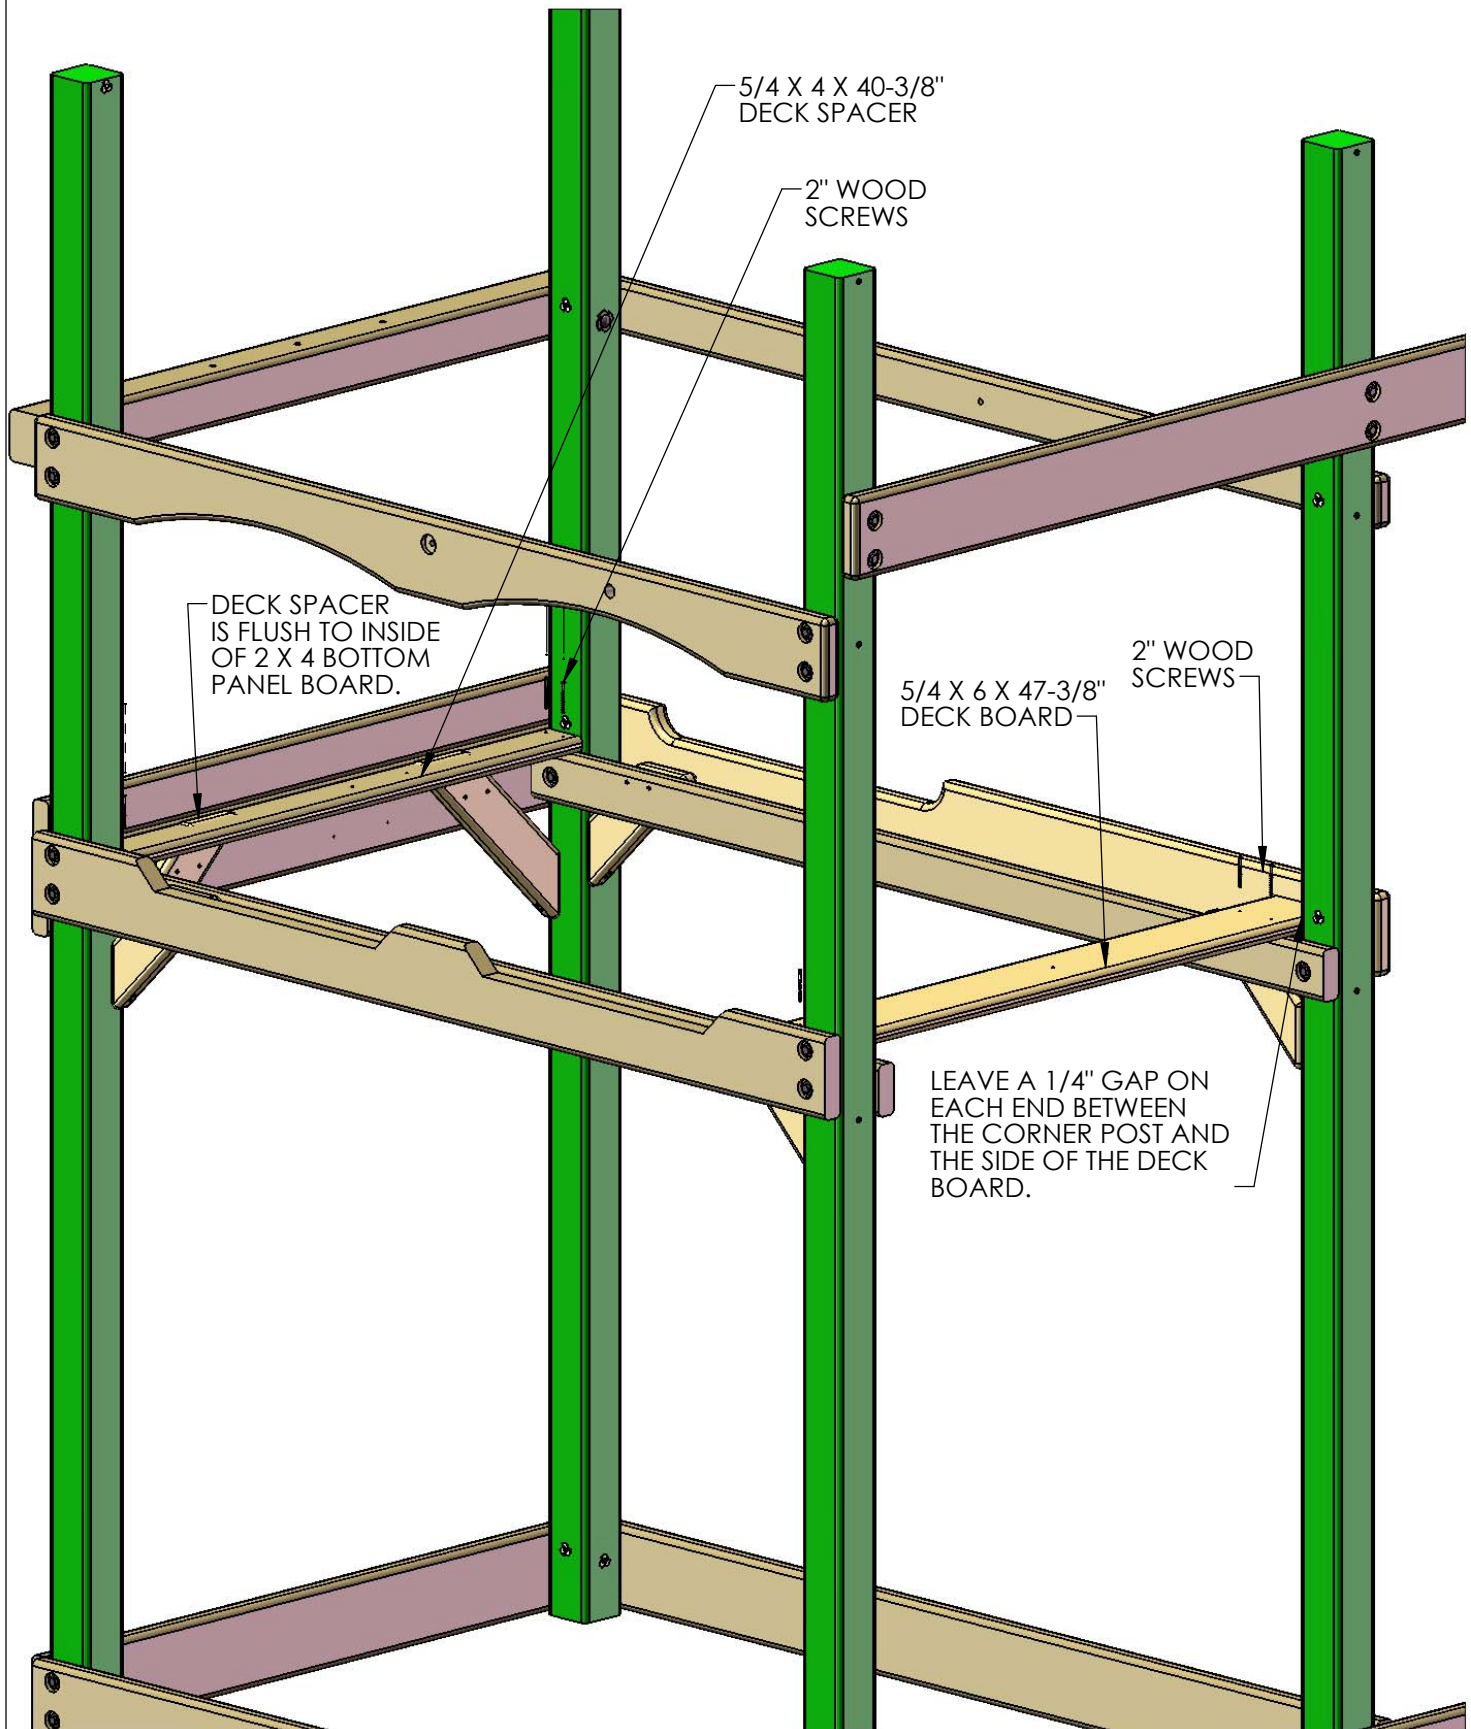 5/4 X 4 X 40-3/8"
DECK SPACER
2" WOOD
SCREWS
DECK SPACER
IS FLUSH TO INSIDE
OF 2 X 4 BOTTOM
PANEL BOARD.
2" WOOD
SCREWS
5/4 X 6 X 47-3/8"
DECK BOARD
LEAVE A 1/4" GAP ON
EACH END BETWEEN
THE CORNER POST AND
THE SIDE OF THE DECK
BOARD.